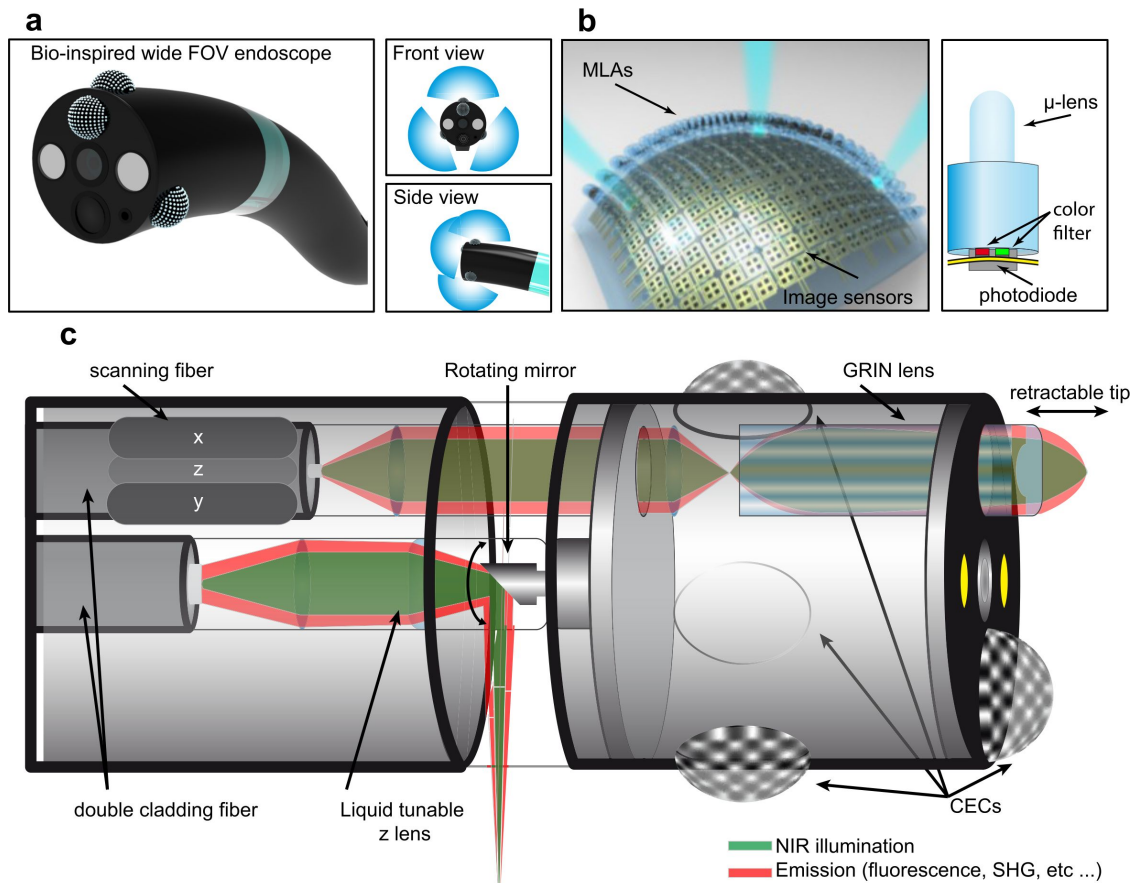 a
Bio-inspired wide FOV endoscope
Front view
Side view
b
MLAs
Image sensors
μ-lens
color
filter
photodiode
c
scanning fiber
Rotating mirror
GRIN lens
retractable tip
x
z
y
double cladding fiber
Liquid tunable
z lens
CECs
NIR illumination
Emission (fluorescence, SHG, etc ...)